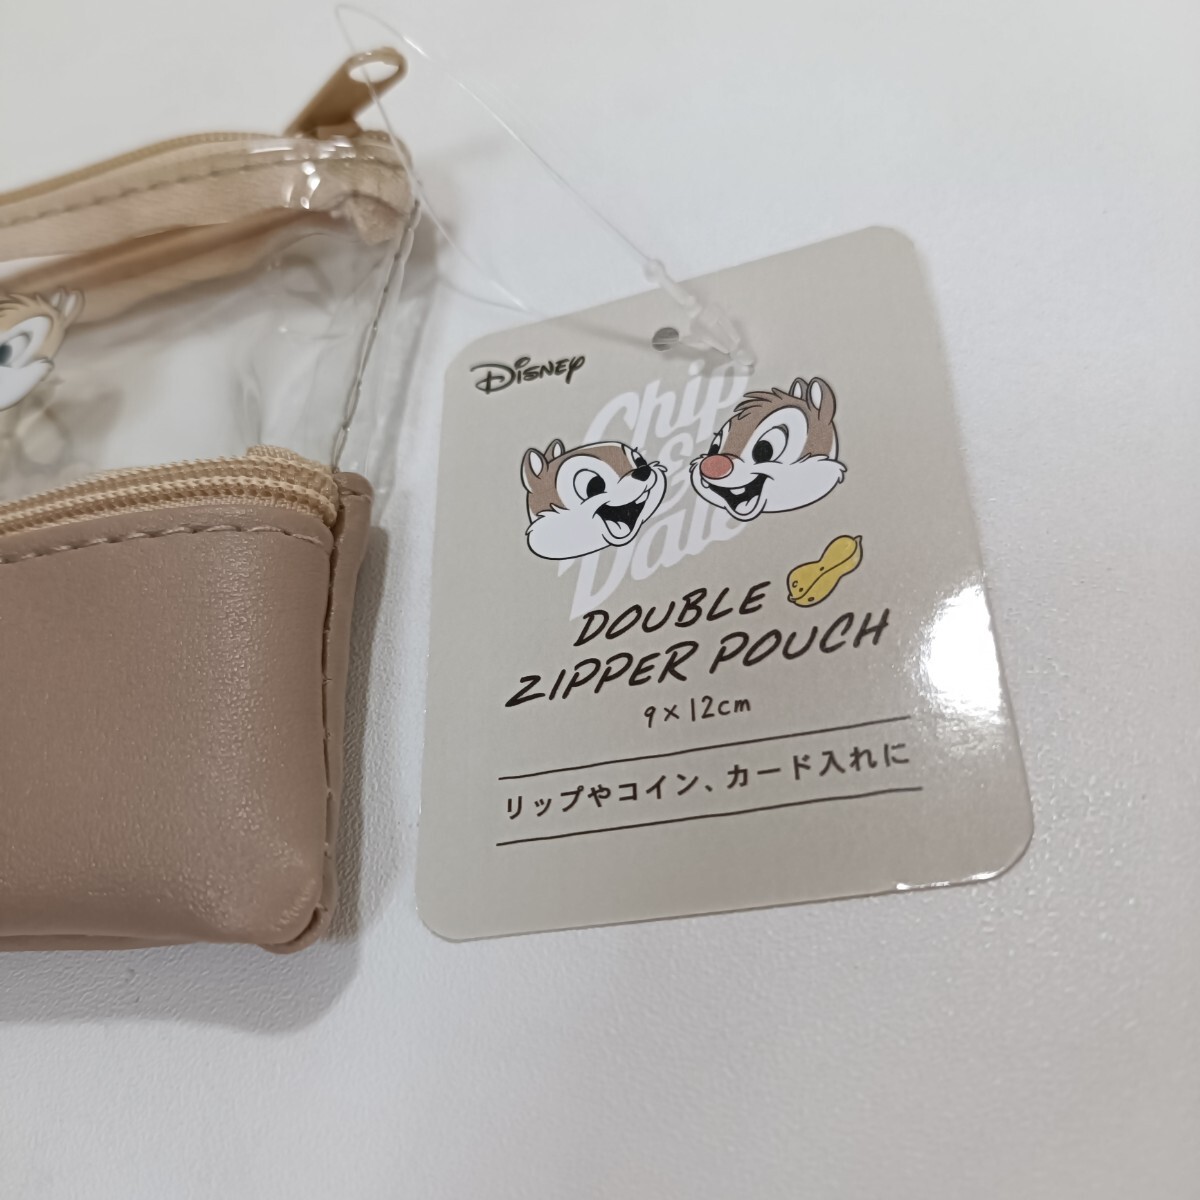 Disney
Chip
&
Dale
DOUBLE
ZIPPER POUCH
9×12cm
リップやコイン、カード入れに